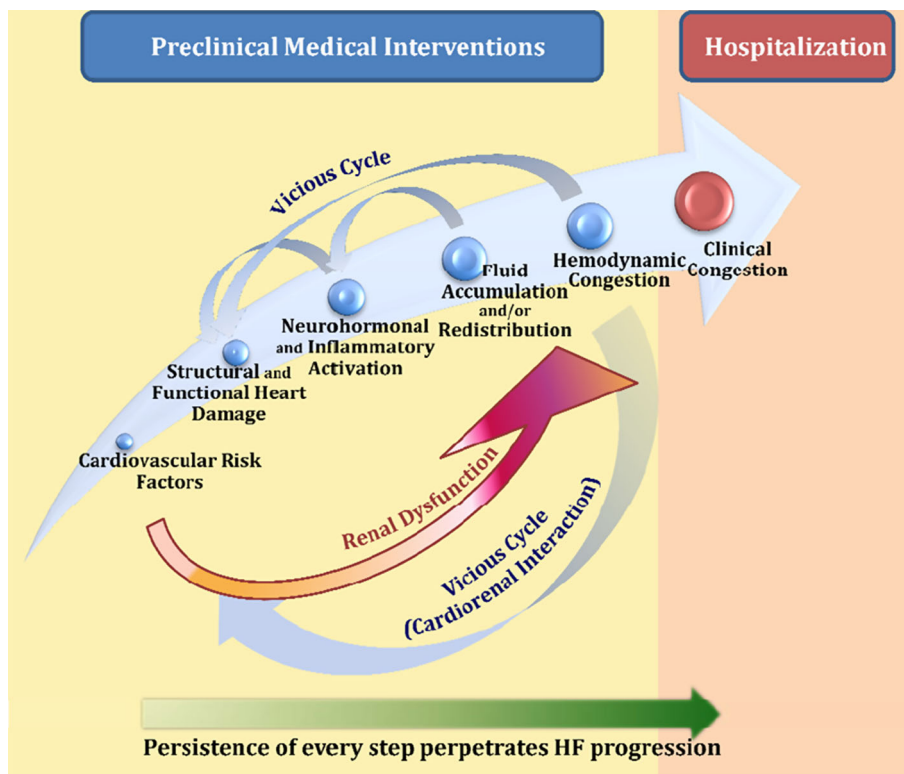 Preclinical Medical Interventions
Hospitalization
Vicious Cycle
Clinical
Congestion
Hemodynamic
Congestion
Fluid
Accumulation
and/or
Redistribution
Neurohormonal
and Inflammatory
Activation
Structural and
Functional Heart
Damage
Cardiovascular Risk
Factors
Renal Dysfunction
Vicious Cycle
(Cardiorenal Interaction)
Persistence of every step perpetrates HF progression